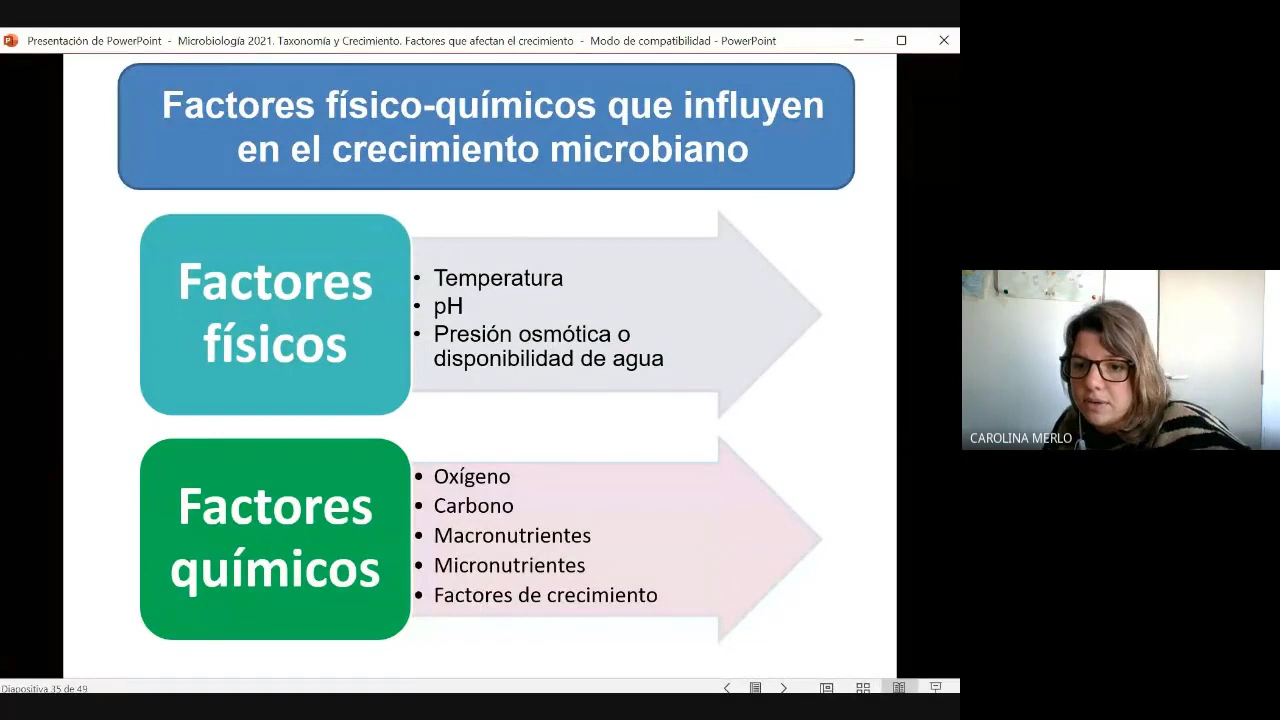 Presentación de PowerPoint - Microbiología 2021. Taxonomía y Crecimiento. Factores que afectan el crecimiento - Modo de compatibilidad - PowerPoint
Factores físico-químicos que influyen
en el crecimiento microbiano
Factores
físicos
• Temperatura
• pH
• Presión osmótica o
disponibilidad de agua
Factores
químicos
• Oxígeno
• Carbono
• Macronutrientes
• Micronutrientes
• Factores de crecimiento
CAROLINA MERLO
Diapositiva 35 de 49